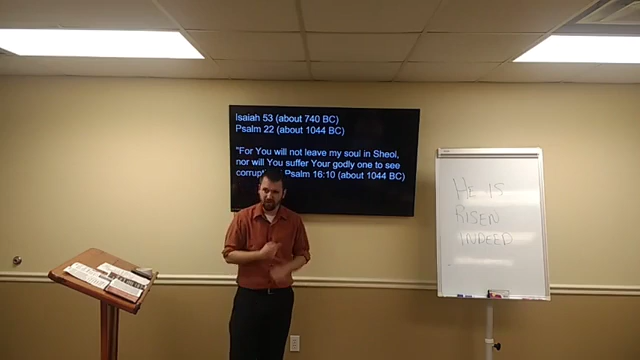 Isaiah 53 (about 740 BC)
Psalm 22 (about 1044 BC)
"For You will not leave my soul in Sheol,
nor will You suffer Your godly one to see
Psalm 16:10 (about 1044 BC)
HE IS
RISEN
INDEED